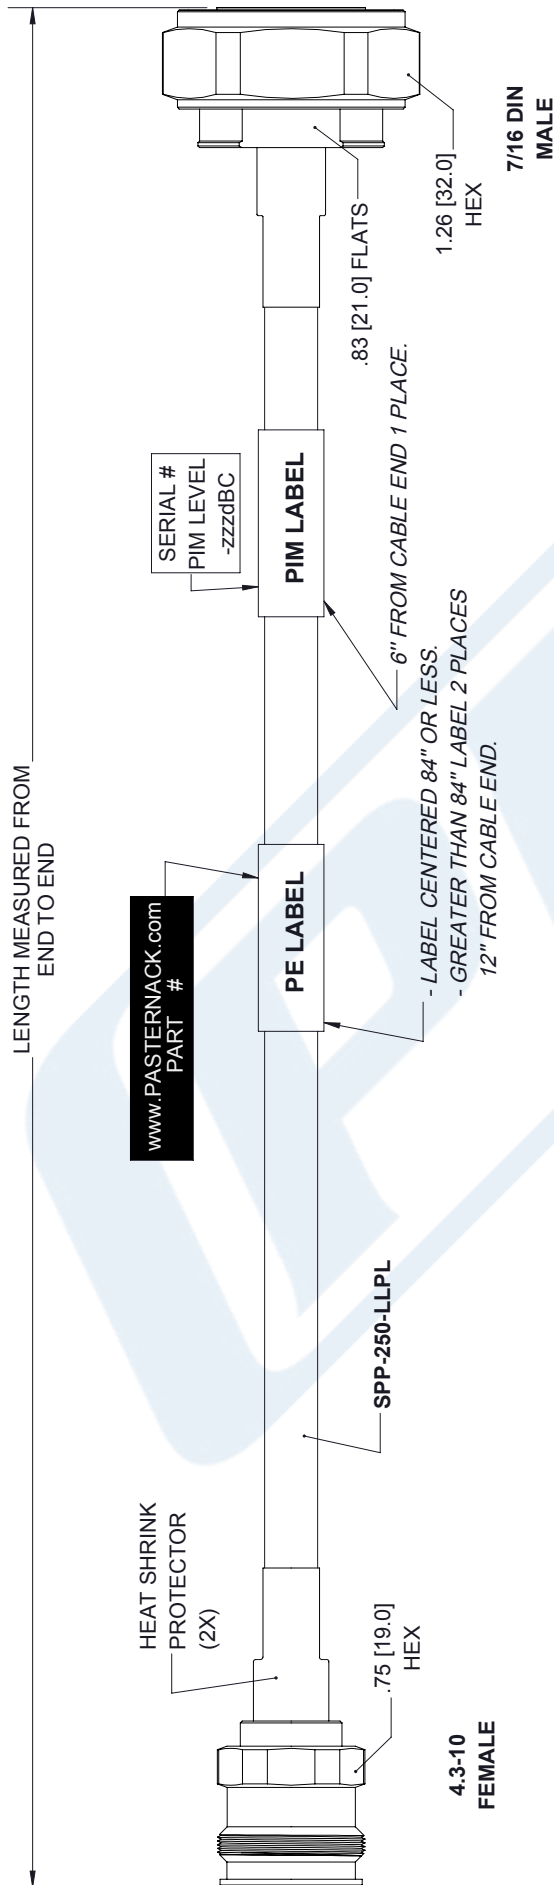 LENGTH MEASURED FROM
END TO END
HEAT SHRINK
PROTECTOR
(2X)
www.PASTERNACK.com
PART #
SERIAL #
PIM LEVEL
-zzzdBC
PE LABEL
PIM LABEL
.83 [21.0] FLATS
1.26 [32.0]
HEX
7/16 DIN
MALE
6" FROM CABLE END 1 PLACE.
- LABEL CENTERED 84" OR LESS.
- GREATER THAN 84" LABEL 2 PLACES
12" FROM CABLE END.
SPP-250-LLPL
.75 [19.0]
HEX
4.3-10
FEMALE